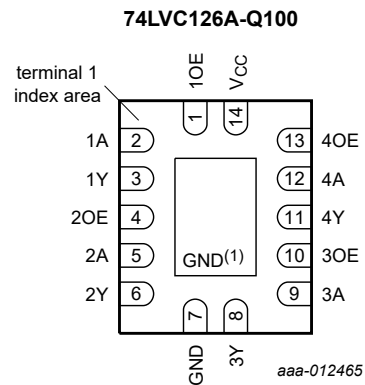 74LVC126A-Q100
terminal 1
index area
1OE
VCC
1
14
1A 2
13 4OE
1Y 3
12 4A
2OE 4
11 4Y
2A 5
10 3OE
2Y 6
9 3A
GND(1)
7
8
GND
3Y
aaa-012465